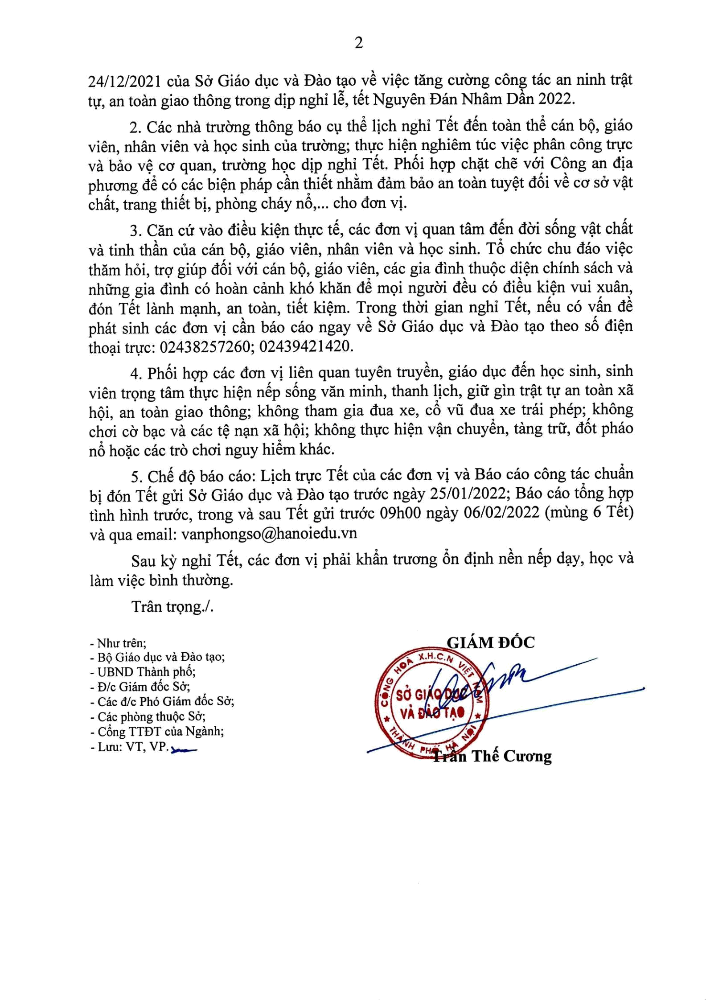 2
24/12/2021 của Sở Giáo dục và Đào tạo về việc tăng cường công tác an ninh trật
tự, an toàn giao thông trong dịp nghỉ lễ, tết Nguyên Đán Nhâm Dần 2022.
2. Các nhà trường thông báo cụ thể lịch nghỉ Tết đến toàn thể cán bộ, giáo
viên, nhân viên và học sinh của trường; thực hiện nghiêm túc việc phân công trực
và bảo vệ cơ quan, trường học dịp nghỉ Tết. Phối hợp chặt chẽ với Công an địa
phương để có các biện pháp cần thiết nhằm đảm bảo an toàn tuyệt đối về cơ sở vật
chất, trang thiết bị, phòng cháy nổ,... cho đơn vị.
3. Căn cứ vào điều kiện thực tế, các đơn vị quan tâm đến đời sống vật chất
và tinh thần của cán bộ, giáo viên, nhân viên và học sinh. Tổ chức chu đáo việc
thăm hỏi, trợ giúp đối với cán bộ, giáo viên, các gia đình thuộc diện chính sách và
những gia đình có hoàn cảnh khó khăn để mọi người đều có điều kiện vui xuân,
đón Tết lành mạnh, an toàn, tiết kiệm. Trong thời gian nghỉ Tết, nếu có vấn đề
phát sinh các đơn vị cần báo cáo ngay về Sở Giáo dục và Đào tạo theo số điện
thoại trực: 02438257260; 02439421420.
4. Phối hợp các đơn vị liên quan tuyên truyền, giáo dục đến học sinh, sinh
viên trọng tâm thực hiện nếp sống văn minh, thanh lịch, giữ gìn trật tự an toàn xã
hội, an toàn giao thông; không tham gia đua xe, cổ vũ đua xe trái phép; không
chơi cờ bạc và các tệ nạn xã hội; không thực hiện vận chuyển, tàng trữ, đốt pháo
nổ hoặc các trò chơi nguy hiểm khác.
5. Chế độ báo cáo: Lịch trực Tết của các đơn vị và Báo cáo công tác chuẩn
bị đón Tết gửi Sở Giáo dục và Đào tạo trước ngày 25/01/2022; Báo cáo tổng hợp
tình hình trước, trong và sau Tết gửi trước 09h00 ngày 06/02/2022 (mùng 6 Tết)
và qua email: vanphongso@hanoiedu.vn
Sau kỳ nghỉ Tết, các đơn vị phải khẩn trương ổn định nền nếp dạy, học và
làm việc bình thường.
Trân trọng./.
- Như trên;
- Bộ Giáo dục và Đào tạo;
- UBND Thành phố;
- Đ/c Giám đốc Sở;
- Các đ/c Phó Giám đốc Sở;
- Các phòng thuộc Sở;
- Cổng TTĐT của Ngành;
- Lưu: VT, VP.
GIÁM ĐỐC
CỘNG HOÀ X.H.C.N VIỆT NAM
SỞ GIÁO DỤC
VÀ ĐÀO TẠO
★ THÀNH PHỐ HÀ NỘI ★
Trần Thế Cương